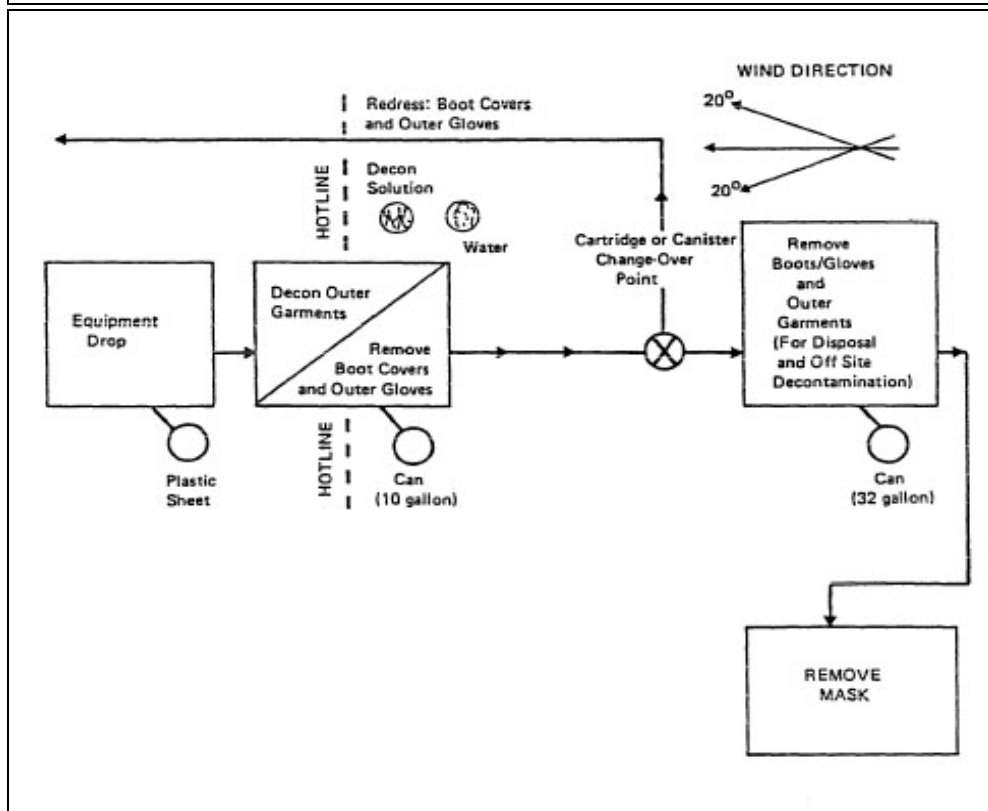 WIND DIRECTION
20°
20°
Redress: Boot Covers
and Outer Gloves
HOTLINE
Decon
Solution
Water
Cartridge or Canister
Change-Over
Point
Equipment
Drop
Decon Outer
Garments
Remove
Boot Covers
and Outer Gloves
Remove
Boots/Gloves
and
Outer
Garments
(For Disposal
and Off Site
Decontamination)
Plastic
Sheet
HOTLINE
Can
(10 gallon)
Can
(32 gallon)
REMOVE
MASK